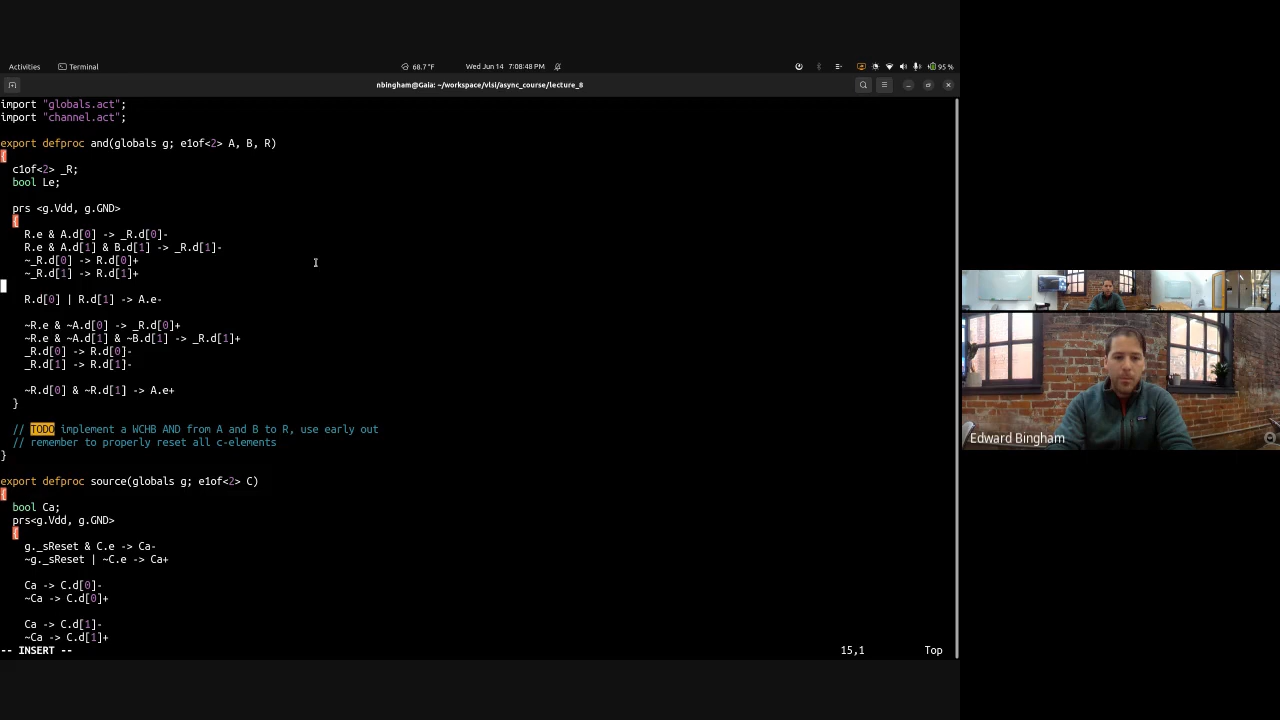 Activities
Terminal
68.7°F
Wed Jun 14 7:08:48 PM
95 %
nbingham@Gaia: ~/workspace/vlsi/async_course/lecture_8
import "globals.act";
import "channel.act";
export defproc and(globals g; e1of<2> A, B, R)
{
c1of<2> _R;
bool Le;
prs <g.Vdd, g.GND>
{
R.e & A.d[0] -> _R.d[0]-
R.e & A.d[1] & B.d[1] -> _R.d[1]-
~_R.d[0] -> R.d[0]+
~_R.d[1] -> R.d[1]+
R.d[0] | R.d[1] -> A.e-
~R.e & ~A.d[0] -> _R.d[0]+
~R.e & ~A.d[1] & ~B.d[1] -> _R.d[1]+
_R.d[0] -> R.d[0]-
_R.d[1] -> R.d[1]-
~R.d[0] & ~R.d[1] -> A.e+
}
// TODO implement a WCHB AND from A and B to R, use early out
// remember to properly reset all c-elements
}
export defproc source(globals g; e1of<2> C)
{
bool Ca;
prs<g.Vdd, g.GND>
{
g._sReset & C.e -> Ca-
~g._sReset | ~C.e -> Ca+
Ca -> C.d[0]-
~Ca -> C.d[0]+
Ca -> C.d[1]-
~Ca -> C.d[1]+
-- INSERT --
15,1
Top
Edward Bingham